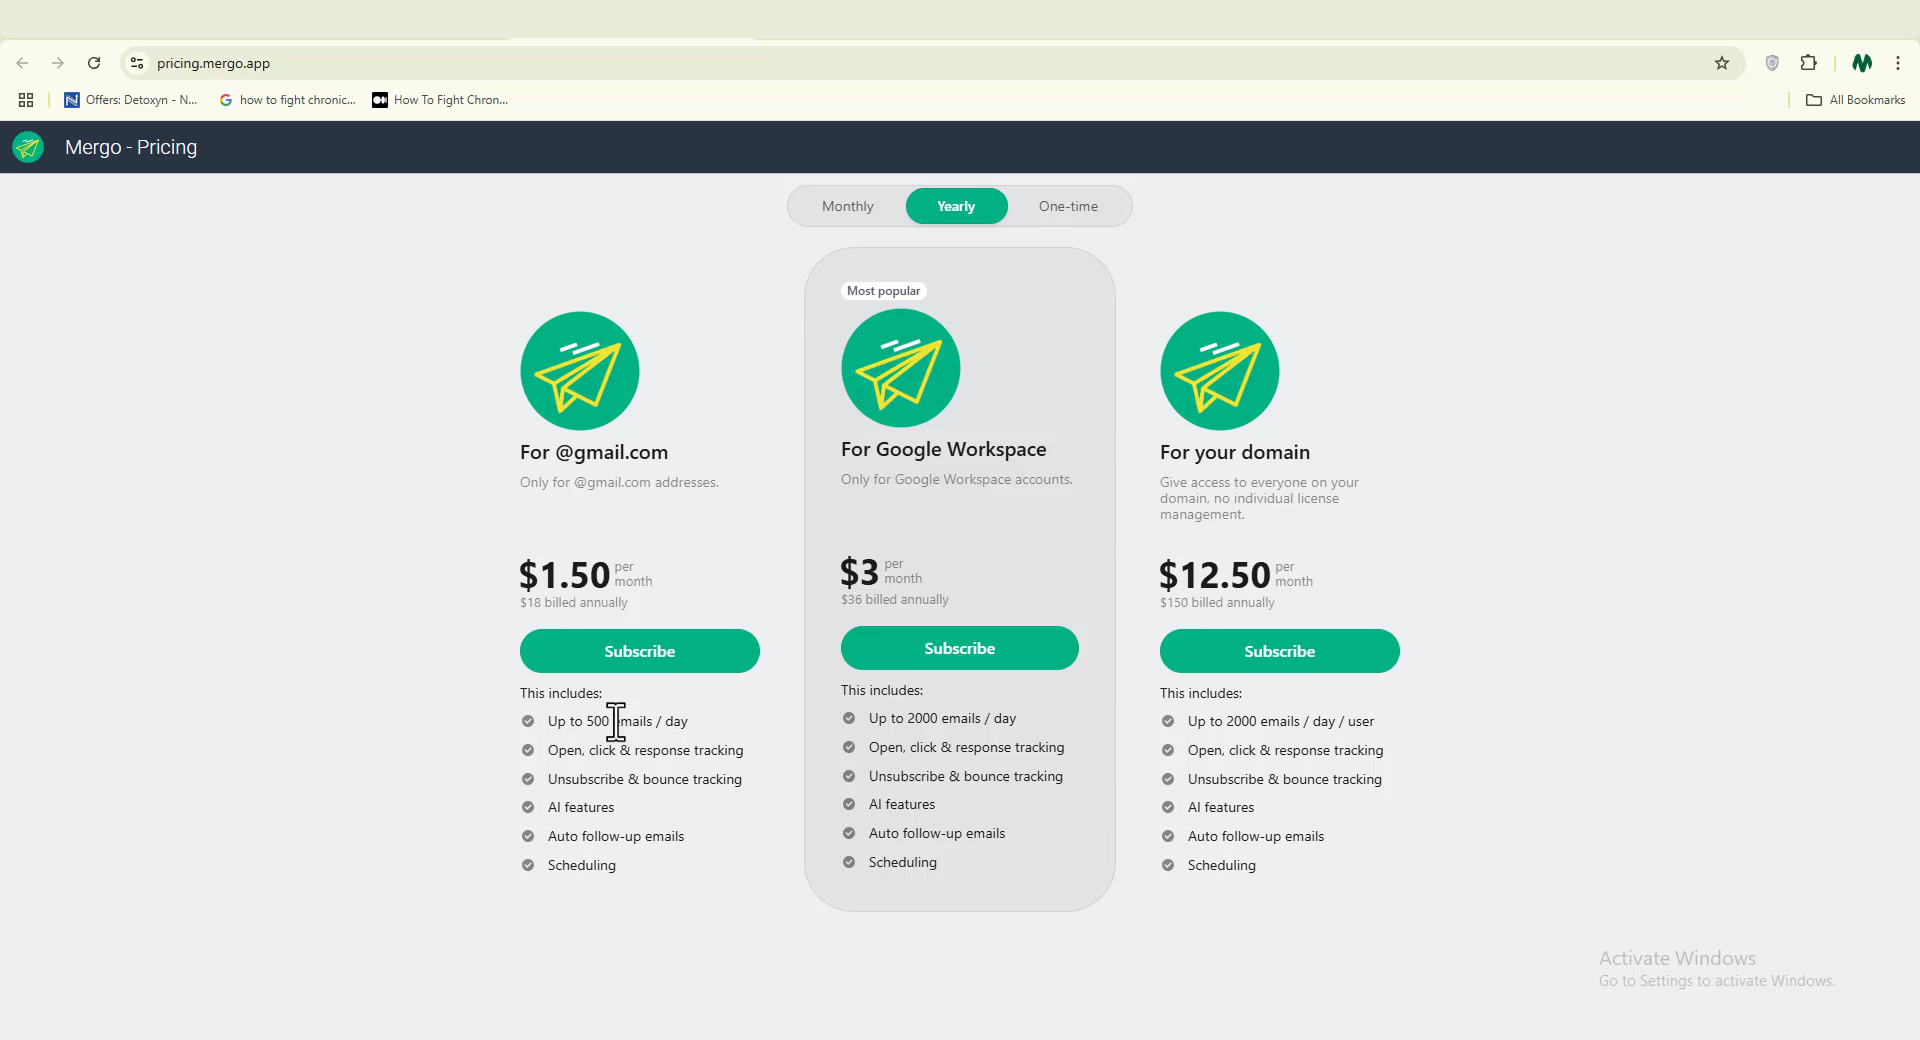 pricing.mergo.app
Offers: Detoxyn - N...
how to fight chronic...
How To Fight Chron...
All Bookmarks
Mergo - Pricing
Monthly
Yearly
One-time
For @gmail.com
Only for @gmail.com addresses.
$1.50 per
month
$18 billed annually
Subscribe
This includes:
Up to 500 emails / day
Open, click & response tracking
Unsubscribe & bounce tracking
AI features
Auto follow-up emails
Scheduling
Most popular
For Google Workspace
Only for Google Workspace accounts.
$3 per
month
$36 billed annually
Subscribe
This includes:
Up to 2000 emails / day
Open, click & response tracking
Unsubscribe & bounce tracking
AI features
Auto follow-up emails
Scheduling
For your domain
Give access to everyone on your
domain, no individual license
management.
$12.50 per
month
$150 billed annually
Subscribe
This includes:
Up to 2000 emails / day / user
Open, click & response tracking
Unsubscribe & bounce tracking
AI features
Auto follow-up emails
Scheduling
Activate Windows
Go to Settings to activate Windows.